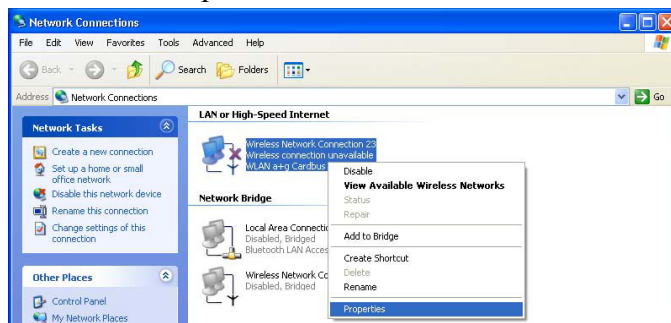 Network Connections
File Edit View Favorites Tools Advanced Help
Back Search Folders
Address Network Connections Go
Network Tasks
Create a new connection
Set up a home or small
office network
Disable this network device
Rename this connection
Change settings of this
connection
Other Places
Control Panel
My Network Places
LAN or High-Speed Internet
Wireless Network Connection 23
Wireless connection unavailable
WLAN a+g Cardbus
Network Bridge
Local Area Connectio
Disabled, Bridged
Bluetooth LAN Acces
Wireless Network Co
Disabled, Bridged
Disable
View Available Wireless Networks
Status
Repair
Add to Bridge
Create Shortcut
Delete
Rename
Properties